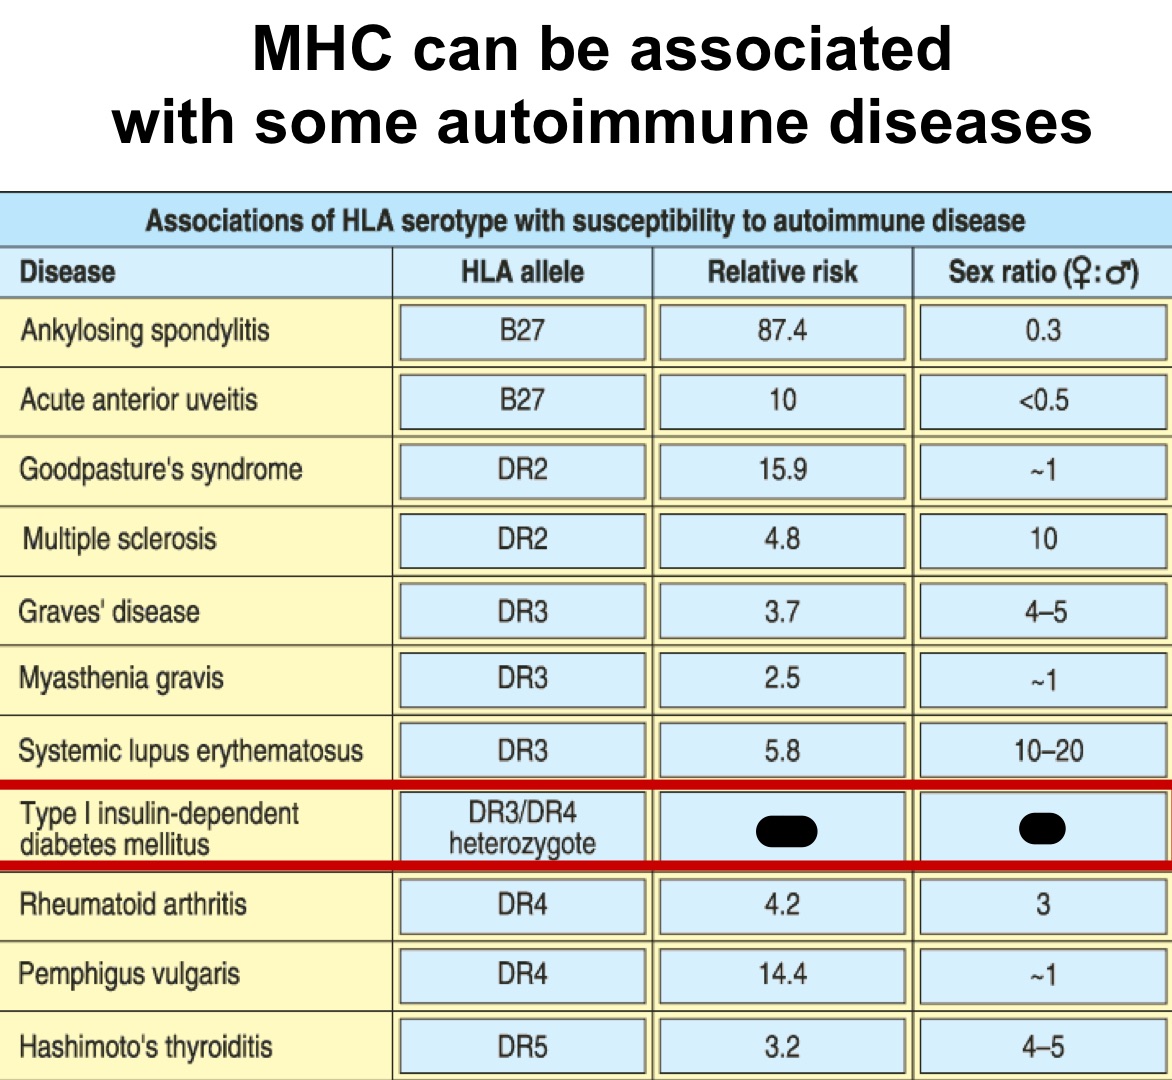 MHC can be associated
with some autoimmune diseases
Associations of HLA serotype with susceptibility to autoimmune disease
Disease HLA allele Relative risk Sex ratio (♀:♂)
Ankylosing spondylitis B27 87.4 0.3
Acute anterior uveitis B27 10 <0.5
Goodpasture's syndrome DR2 15.9 ~1
Multiple sclerosis DR2 4.8 10
Graves' disease DR3 3.7 4–5
Myasthenia gravis DR3 2.5 ~1
Systemic lupus erythematosus DR3 5.8 10–20
Type I insulin-dependent DR3/DR4
diabetes mellitus heterozygote
Rheumatoid arthritis DR4 4.2 3
Pemphigus vulgaris DR4 14.4 ~1
Hashimoto's thyroiditis DR5 3.2 4–5